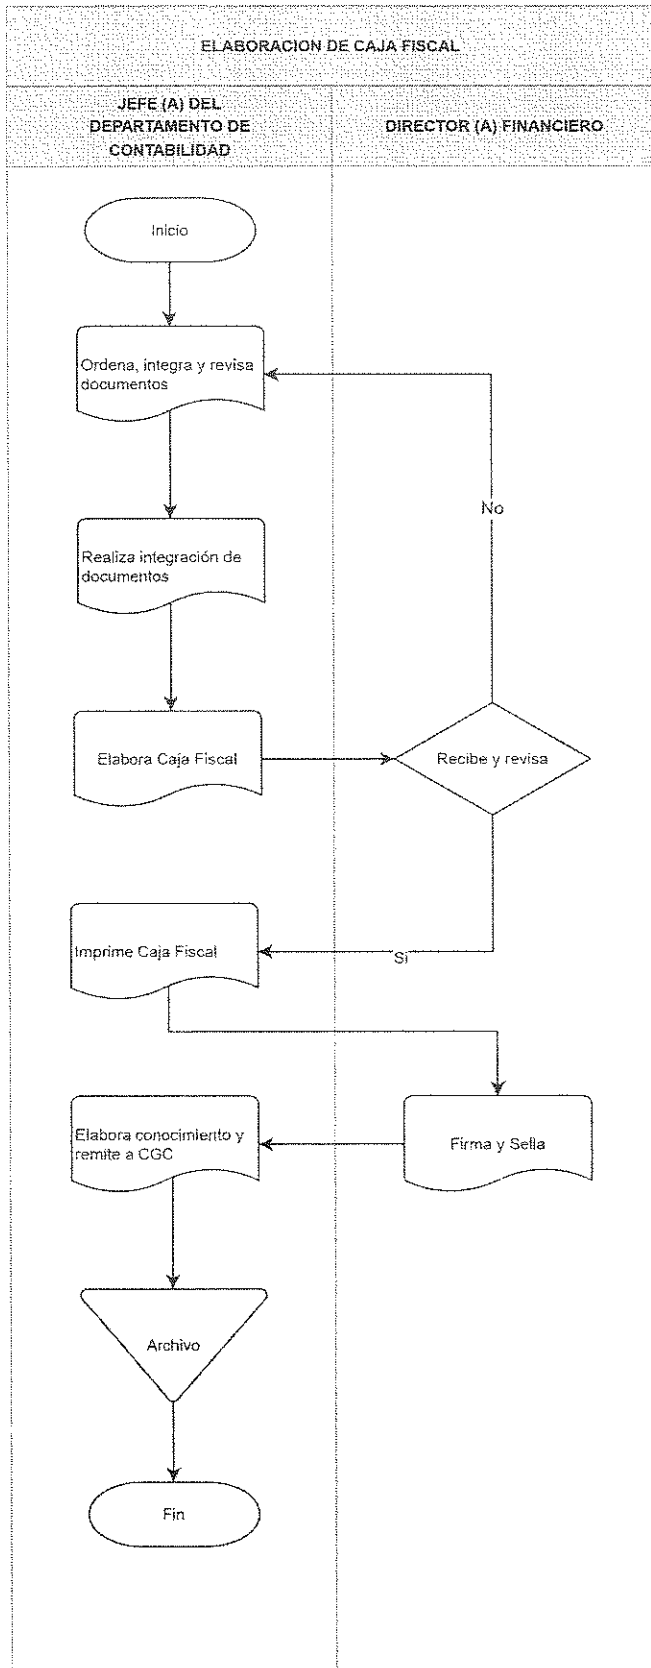 ELABORACION DE CAJA FISCAL
JEFE (A) DEL
DEPARTAMENTO DE
CONTABILIDAD
DIRECTOR (A) FINANCIERO
Inicio
Ordena, integra y revisa
documentos
No
Realiza integración de
documentos
Elabora Caja Fiscal
Recibe y revisa
Imprime Caja Fiscal
Si
Elabora conocimiento y
remite a CGC
Firma y Sella
Archivo
Fin